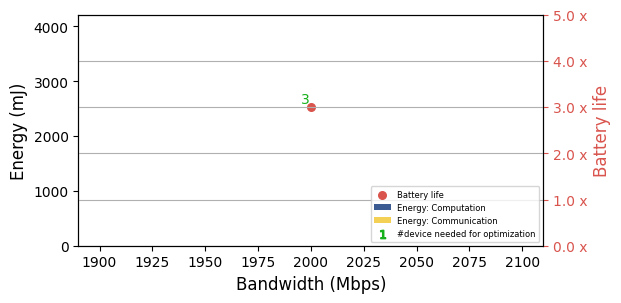 4000
3000
2000
1000
0
Energy (mJ)
3
5.0 x
4.0 x
3.0 x
2.0 x
1.0 x
0.0 x
Battery life
Battery life
Energy: Computation
Energy: Communication
1 #device needed for optimization
1900 1925 1950 1975 2000 2025 2050 2075 2100
Bandwidth (Mbps)